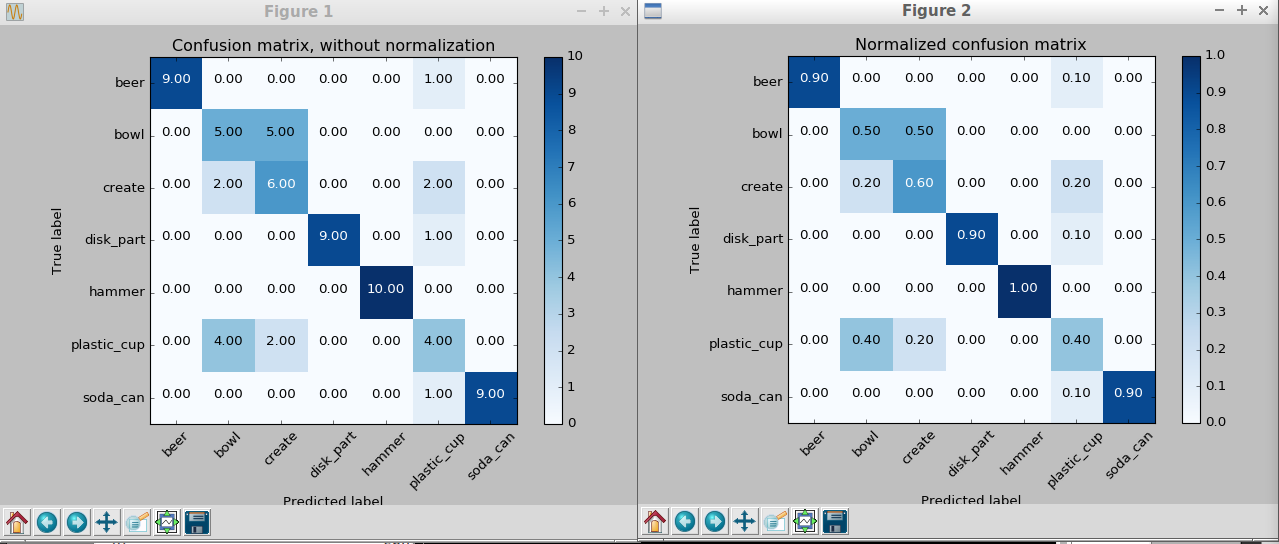 Figure 1
Confusion matrix, without normalization
beer 9.00 0.00 0.00 0.00 0.00 1.00 0.00
bowl 0.00 5.00 5.00 0.00 0.00 0.00 0.00
create 0.00 2.00 6.00 0.00 0.00 2.00 0.00
disk_part 0.00 0.00 0.00 9.00 0.00 1.00 0.00
hammer 0.00 0.00 0.00 0.00 10.00 0.00 0.00
plastic_cup 0.00 4.00 2.00 0.00 0.00 4.00 0.00
soda_can 0.00 0.00 0.00 0.00 0.00 1.00 9.00
True label
beer bowl create disk_part hammer plastic_cup soda_can
Predicted label
10
9
8
7
6
5
4
3
2
1
0
Figure 2
Normalized confusion matrix
beer 0.90 0.00 0.00 0.00 0.00 0.10 0.00
bowl 0.00 0.50 0.50 0.00 0.00 0.00 0.00
create 0.00 0.20 0.60 0.00 0.00 0.20 0.00
disk_part 0.00 0.00 0.00 0.90 0.00 0.10 0.00
hammer 0.00 0.00 0.00 0.00 1.00 0.00 0.00
plastic_cup 0.00 0.40 0.20 0.00 0.00 0.40 0.00
soda_can 0.00 0.00 0.00 0.00 0.00 0.10 0.90
True label
beer bowl create disk_part hammer plastic_cup soda_can
Predicted label
1.0
0.9
0.8
0.7
0.6
0.5
0.4
0.3
0.2
0.1
0.0